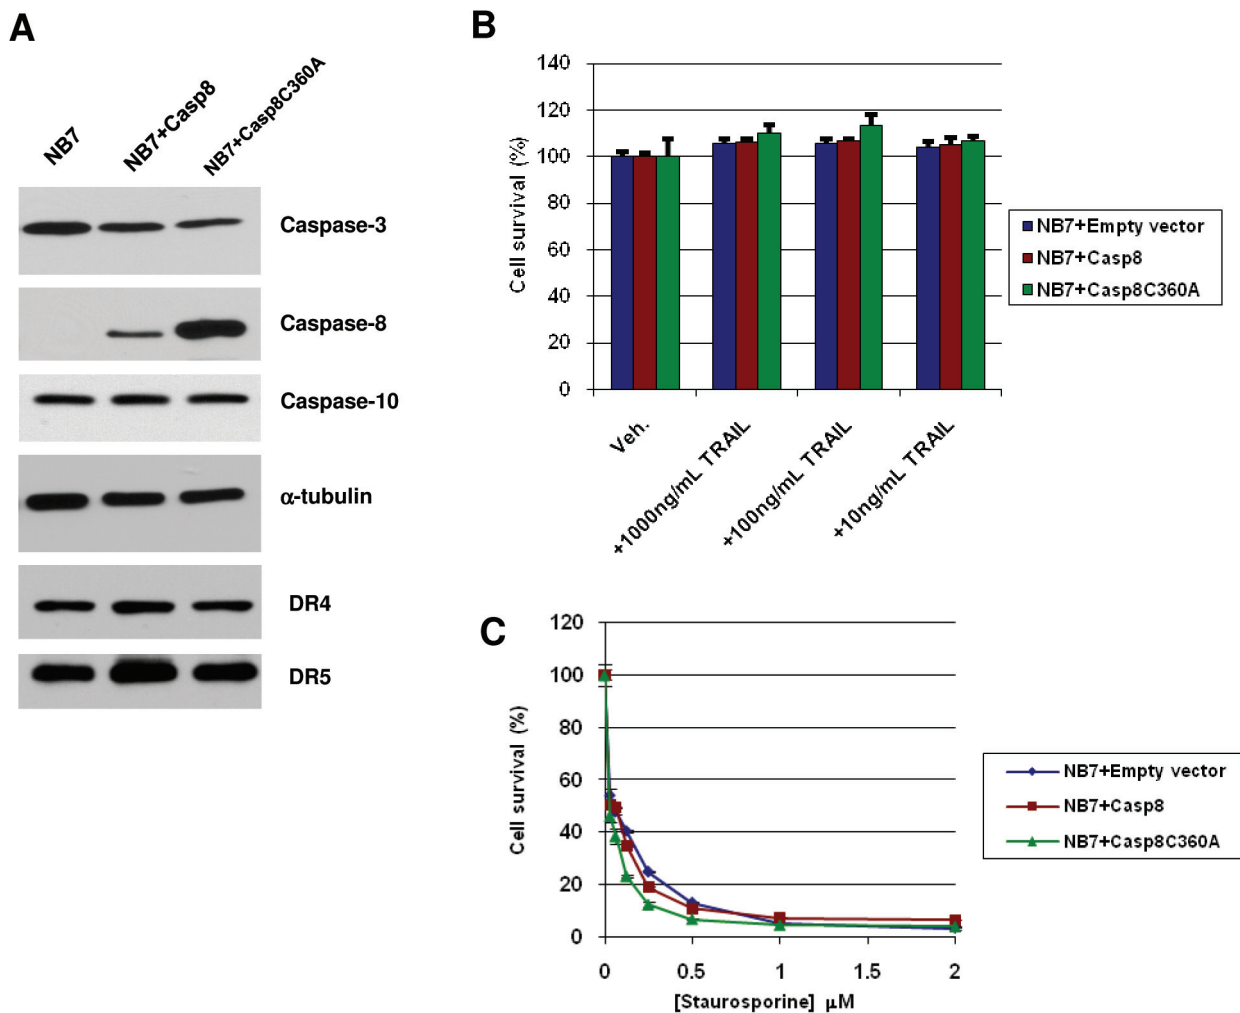 A
NB7
NB7+Casp8
NB7+Casp8C360A
Caspase-3
Caspase-8
Caspase-10
α-tubulin
DR4
DR5
B
140
120
100
80
60
40
20
0
Cell survival (%)
Veh.
+1000ng/mL TRAIL
+100ng/mL TRAIL
+10ng/mL TRAIL
NB7+Empty vector
NB7+Casp8
NB7+Casp8C360A
C
120
100
80
60
40
20
0
Cell survival (%)
0 0.5 1 1.5 2
[Staurosporine] μM
NB7+Empty vector
NB7+Casp8
NB7+Casp8C360A